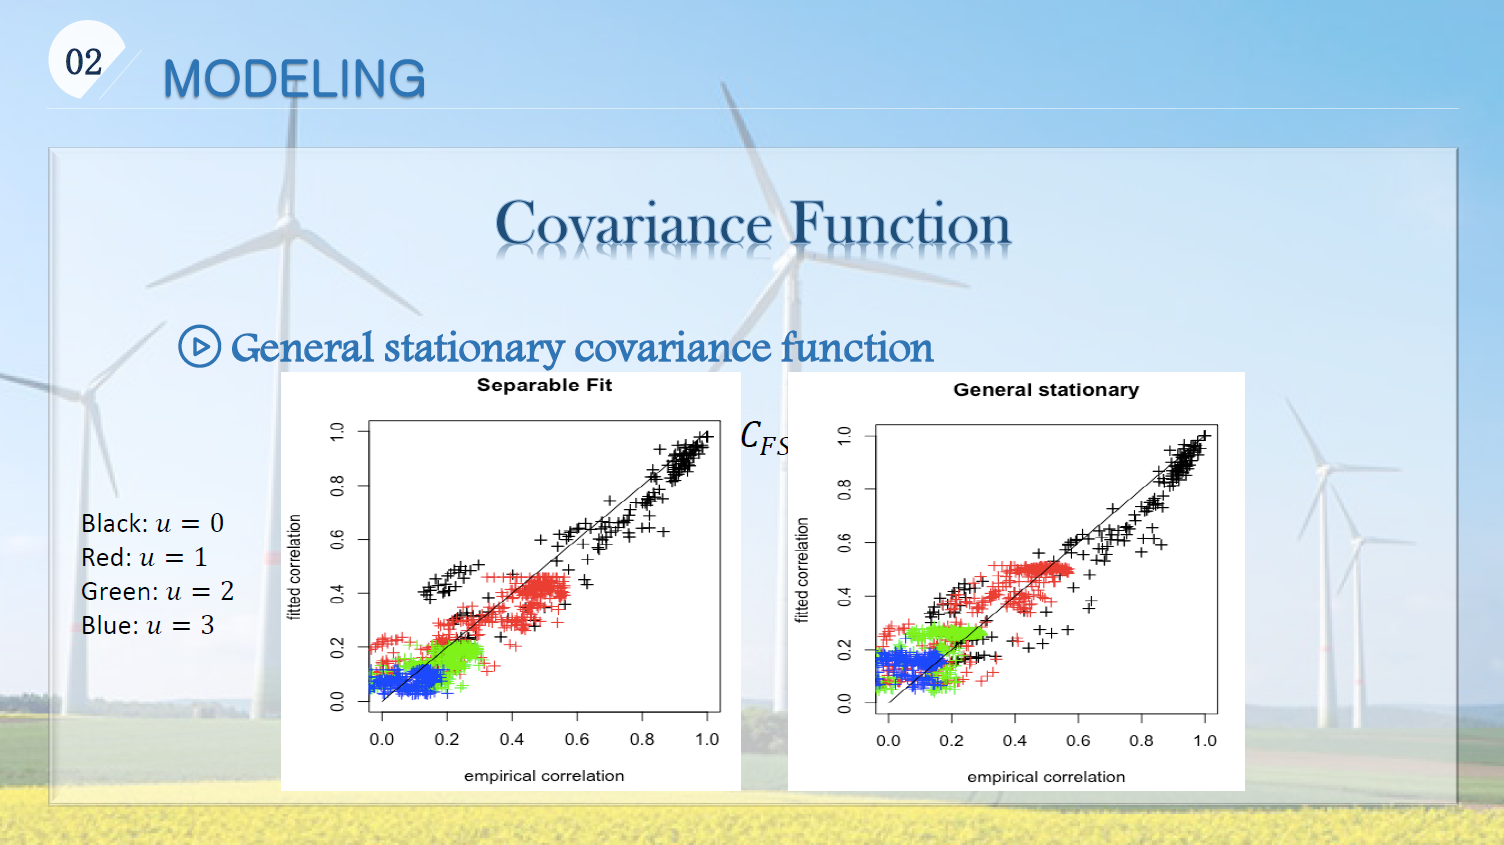 02
MODELING
Covariance Function
General stationary covariance function
C_{FS}
Black: u = 0
Red: u = 1
Green: u = 2
Blue: u = 3
Separable Fit
1.0
0.8
0.6
0.4
0.2
0.0
fitted correlation
0.0 0.2 0.4 0.6 0.8 1.0
empirical correlation
General stationary
1.0
0.8
0.6
0.4
0.2
0.0
fitted correlation
0.0 0.2 0.4 0.6 0.8 1.0
empirical correlation